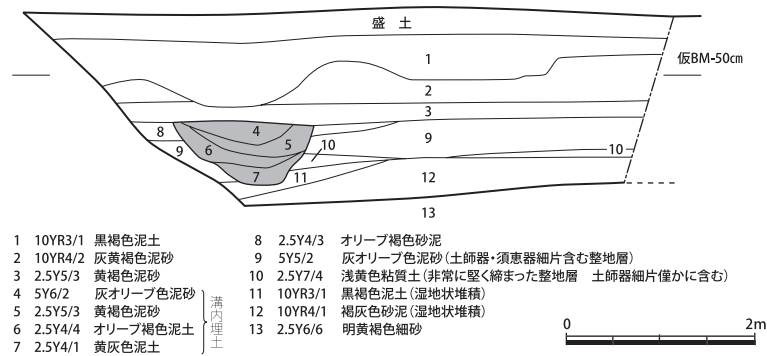 盛 土
1
仮BM-50㎝
2
3
8 4 9
9 6 5 10 10
7 11 12
13
1 10YR3/1 黒褐色泥土
2 10YR4/2 灰黄褐色泥砂
3 2.5Y5/3 黄褐色泥砂
4 5Y6/2 灰オリーブ色泥砂
5 2.5Y5/3 黄褐色泥砂
6 2.5Y4/4 オリーブ褐色泥土
7 2.5Y4/1 黄灰色泥土
溝内埋土
8 2.5Y4/3 オリーブ褐色砂泥
9 5Y5/2 灰オリーブ色泥砂(土師器・須恵器細片含む整地層)
10 2.5Y7/4 浅黄色粘質土(非常に堅く締まった整地層 土師器細片僅かに含む)
11 10YR3/1 黒褐色泥土(湿地状堆積)
12 10YR4/1 褐灰色砂泥(湿地状堆積)
13 2.5Y6/6 明黄褐色細砂
0 2m